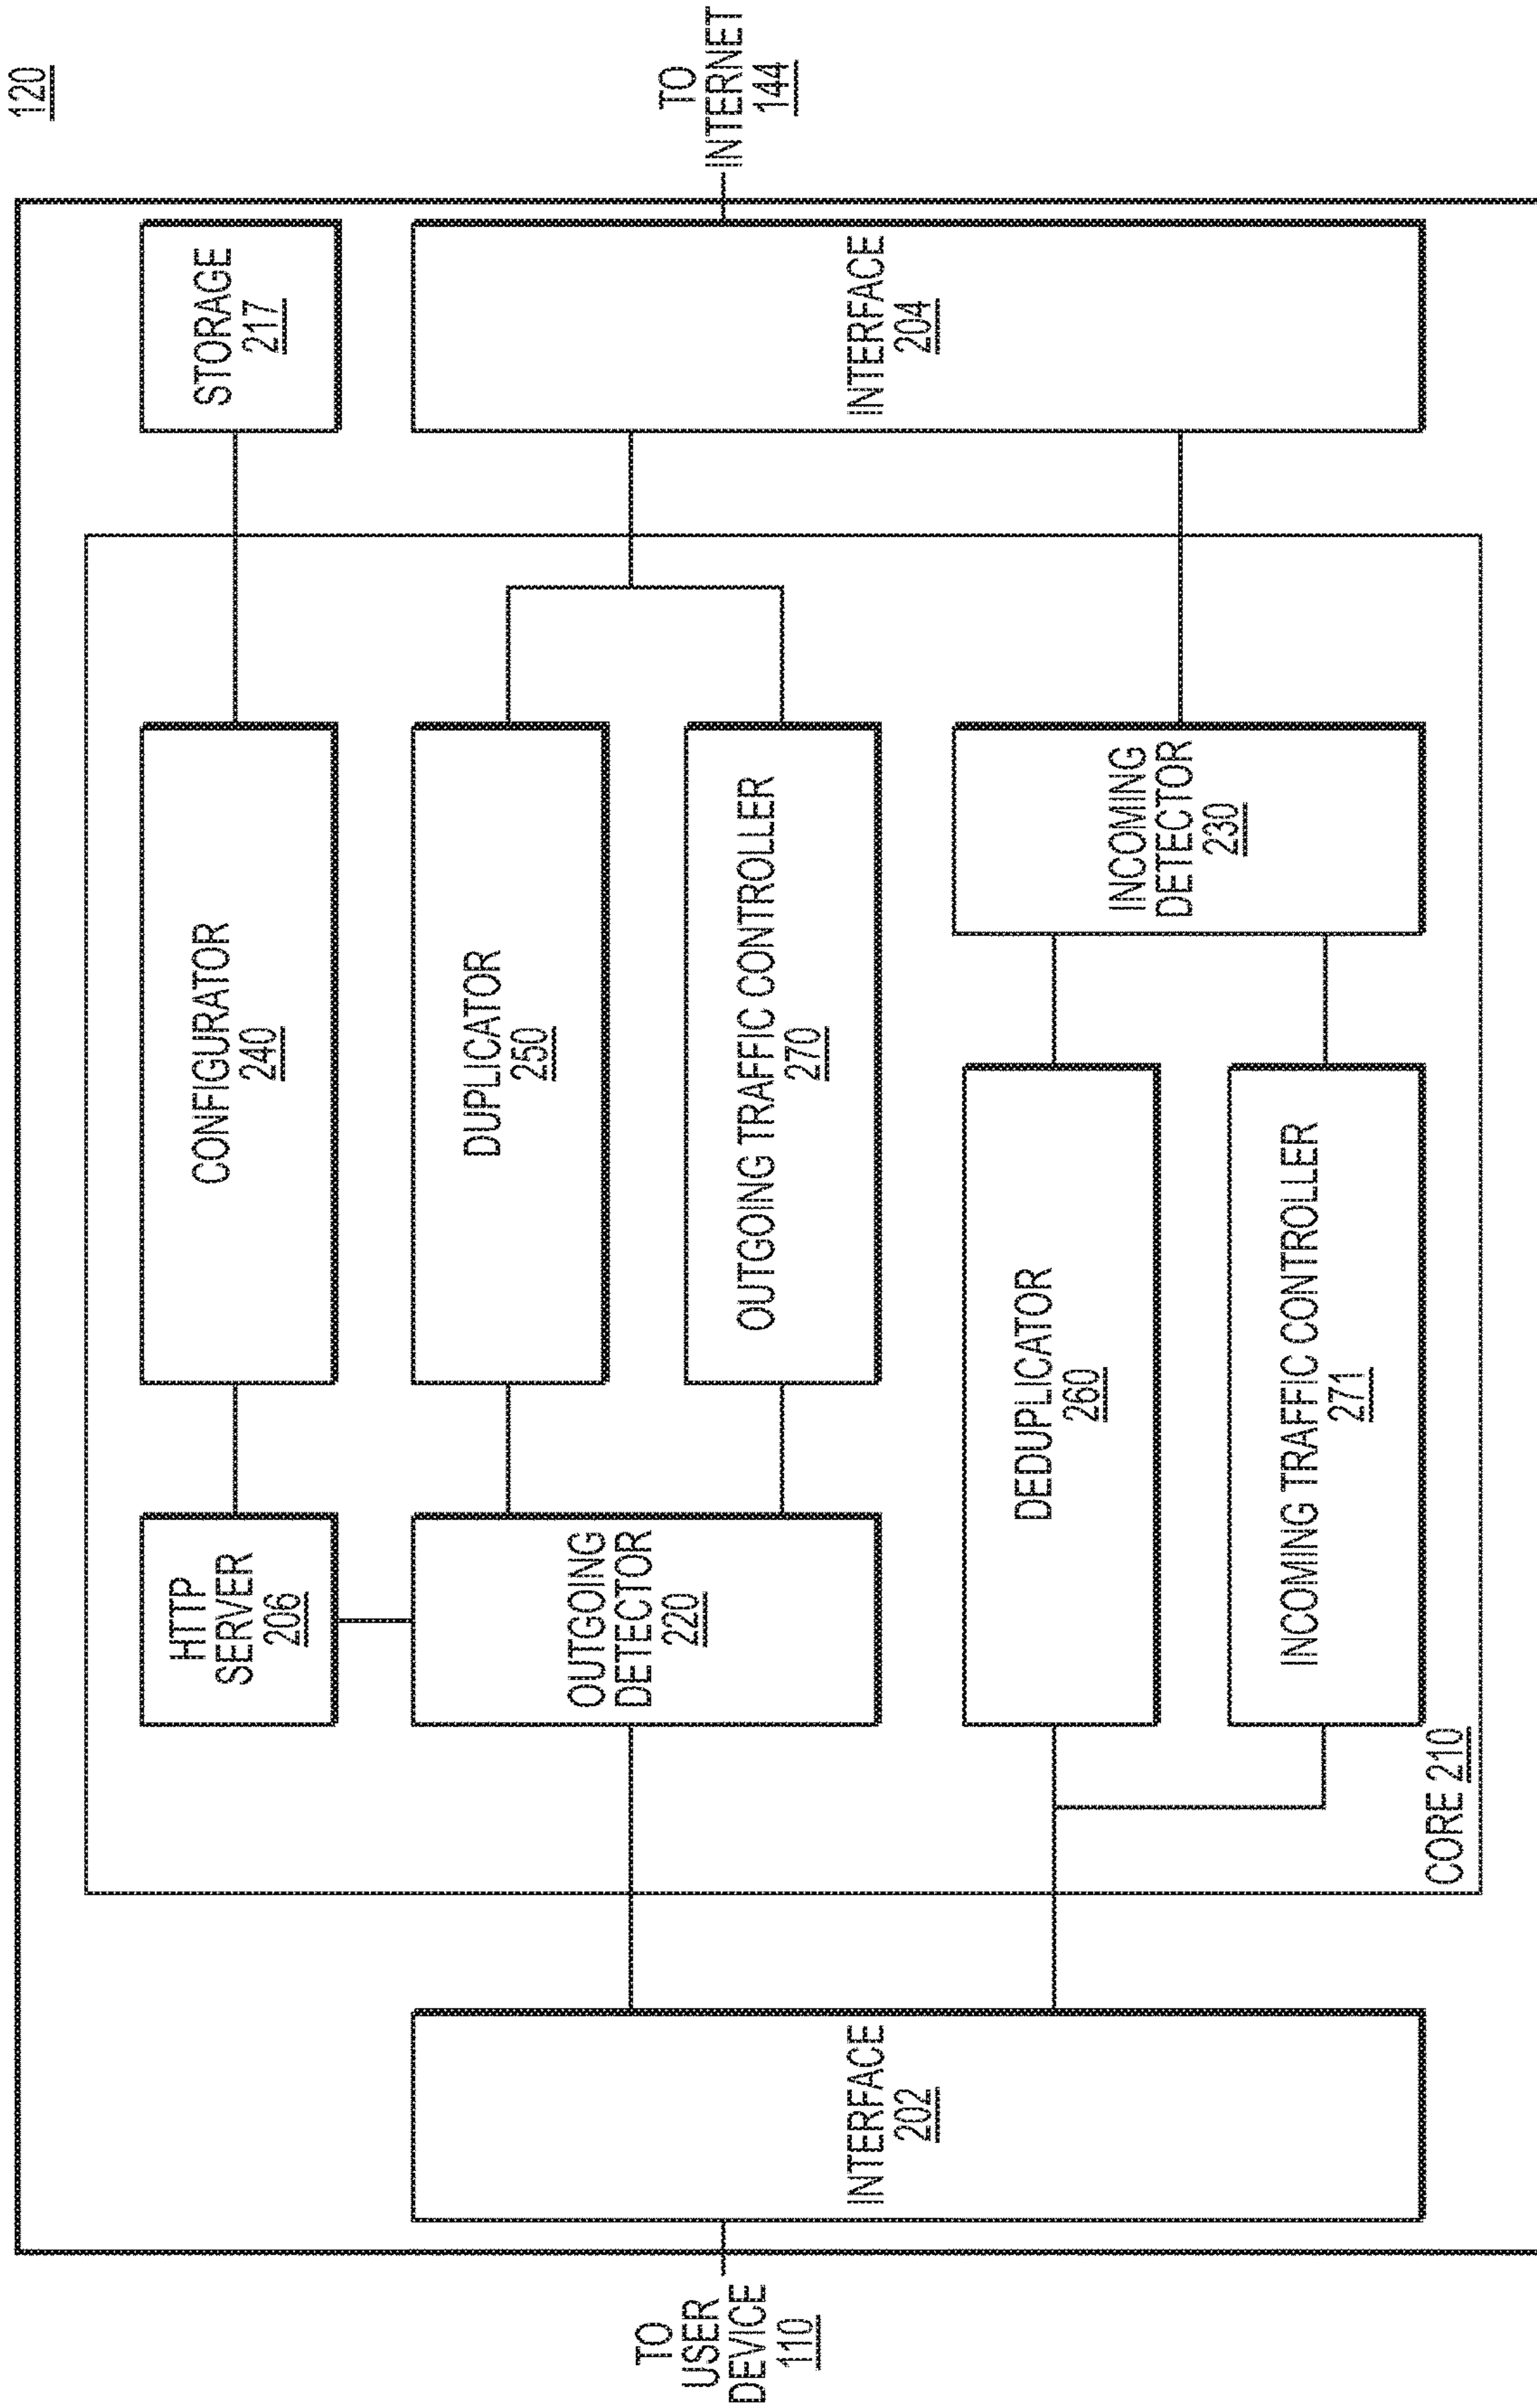 120
HTTP
SERVER
206
CONFIGURATOR
240
STORAGE
217
OUTGOING
DETECTOR
220
DUPLICATOR
250
OUTGOING TRAFFIC CONTROLLER
270
TO
USER
DEVICE
110
INTERFACE
202
INTERFACE
204
TO
INTERNET
144
DEDUPLICATOR
260
INCOMING
DETECTOR
230
INCOMING TRAFFIC CONTROLLER
271
CORE 210